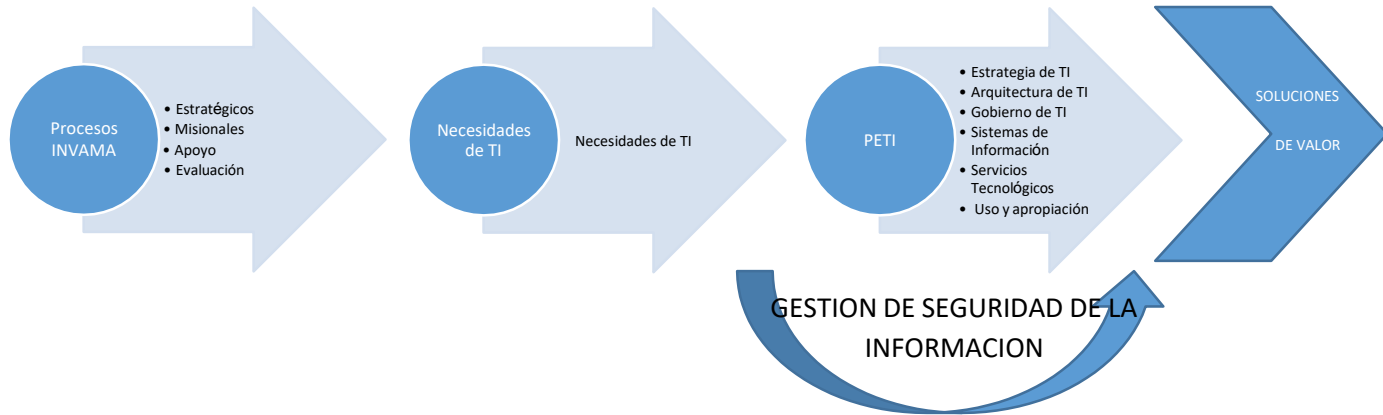 Procesos
INVAMA
• Estratégicos
• Misionales
• Apoyo
• Evaluación
Necesidades
de TI
Necesidades de TI
PETI
• Estrategia de TI
• Arquitectura de TI
• Gobierno de TI
• Sistemas de
Información
• Servicios
Tecnológicos
• Uso y apropiación
SOLUCIONES
DE VALOR
GESTION DE SEGURIDAD DE LA
INFORMACION